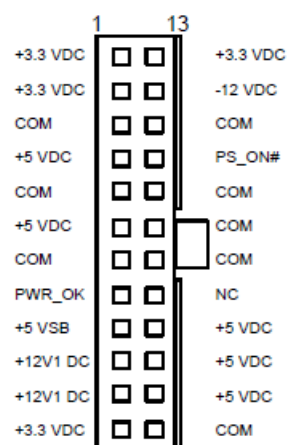 1 13
+3.3 VDC +3.3 VDC
+3.3 VDC -12 VDC
COM COM
+5 VDC PS_ON#
COM COM
+5 VDC COM
COM COM
PWR_OK NC
+5 VSB +5 VDC
+12V1 DC +5 VDC
+12V1 DC +5 VDC
+3.3 VDC COM